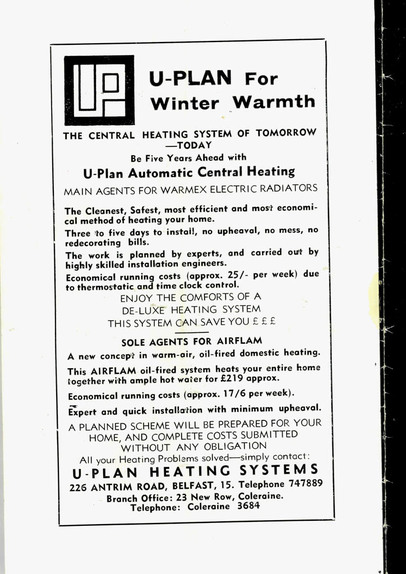 UP
U-PLAN For
Winter Warmth
THE CENTRAL HEATING SYSTEM OF TOMORROW
—TODAY
Be Five Years Ahead with
U-Plan Automatic Central Heating
MAIN AGENTS FOR WARMEX ELECTRIC RADIATORS
The Cleanest, Safest, most efficient and most economi-
cal method of heating your home.
Three to five days to install, no upheaval, no mess, no
redecorating bills.
The work is planned by experts, and carried out by
highly skilled installation engineers.
Economical running costs (approx. 25/- per week) due
to thermostatic and time clock control.
ENJOY THE COMFORTS OF A
DE-LUXE HEATING SYSTEM
THIS SYSTEM CAN SAVE YOU £ £ £
SOLE AGENTS FOR AIRFLAM
A new concept in warm-air, oil-fired domestic heating.
This AIRFLAM oil-fired system heats your entire home
together with ample hot water for £219 approx.
Economical running costs (approx. 17/6 per week).
Expert and quick installation with minimum upheaval.
A PLANNED SCHEME WILL BE PREPARED FOR YOUR
HOME, AND COMPLETE COSTS SUBMITTED
WITHOUT ANY OBLIGATION
All your Heating Problems solved—simply contact:
U-PLAN HEATING SYSTEMS
226 ANTRIM ROAD, BELFAST, 15. Telephone 747889
Branch Office: 23 New Row, Coleraine.
Telephone: Coleraine 3684